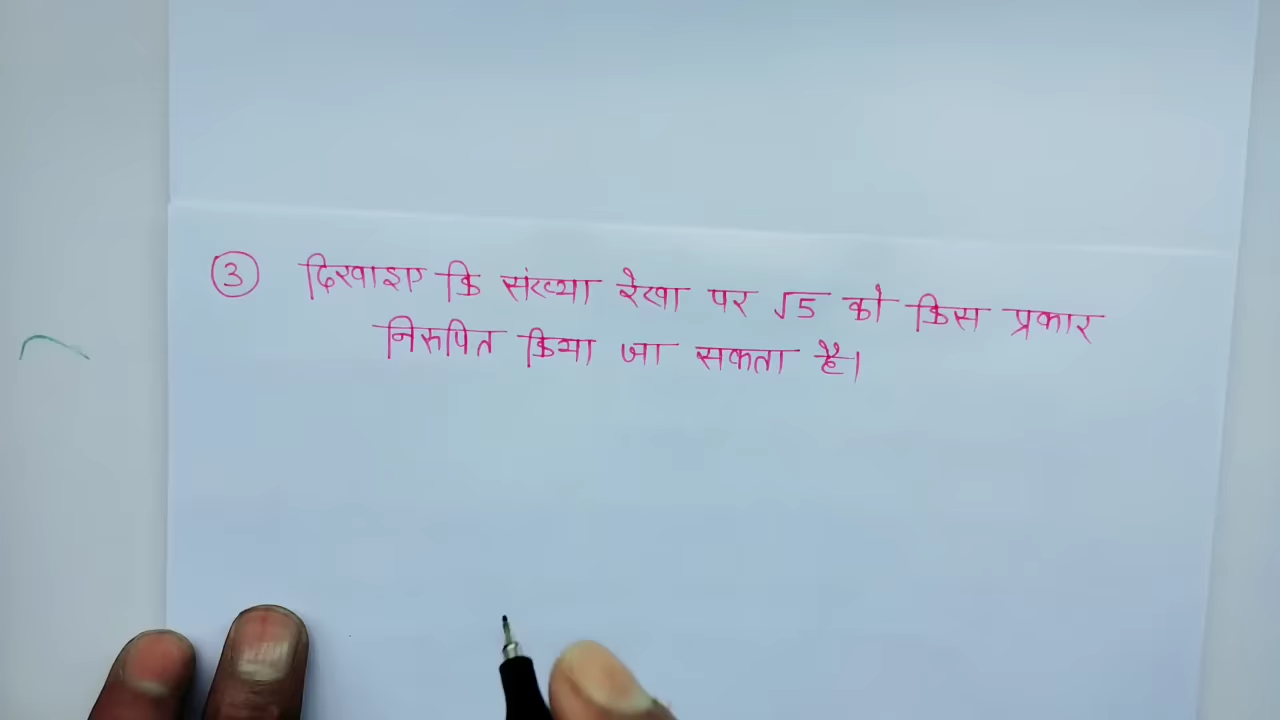 ③ दिखाइए कि संख्या रेखा पर √5 को किस प्रकार
निरुपित किया जा सकता है।